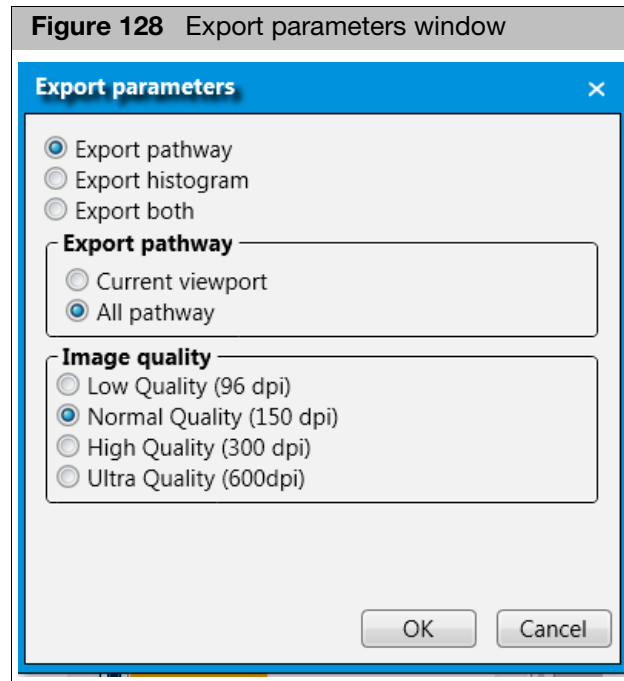 Figure 128 Export parameters window
Export parameters
Export pathway
Export histogram
Export both
Export pathway
Current viewport
All pathway
Image quality
Low Quality (96 dpi)
Normal Quality (150 dpi)
High Quality (300 dpi)
Ultra Quality (600dpi)
OK Cancel